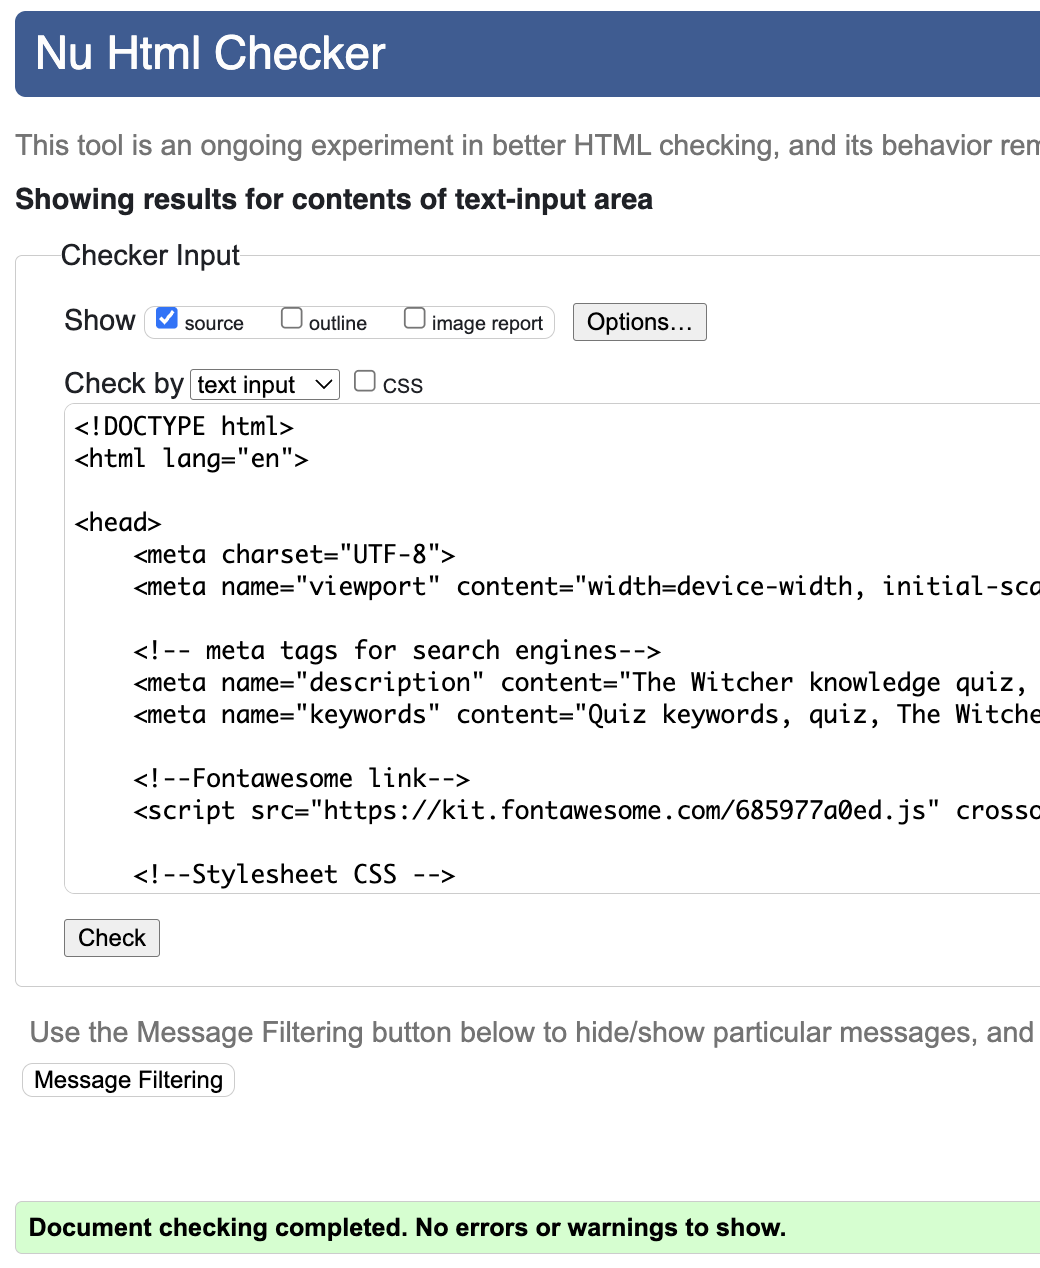 Nu Html Checker
This tool is an ongoing experiment in better HTML checking, and its behavior
Showing results for contents of text-input area
Checker Input
Show source outline image report Options...
Check by text input CSS
<!DOCTYPE html>
<html lang="en">
<head>
<meta charset="UTF-8">
<meta name="viewport" content="width=device-width,
<!-- meta tags for search engines-->
<meta name="description" content="The Witcher knowledge quiz,
<meta name="keywords" content="Quiz keywords, quiz, The
<!--Fontawesome link-->
<script src="https://kit.fontawesome.com/685977a0ed.js"
<!--Stylesheet CSS -->
Check
Use the Message Filtering button below to hide/show particular messages, and
Message Filtering
Document checking completed. No errors or warnings to show.